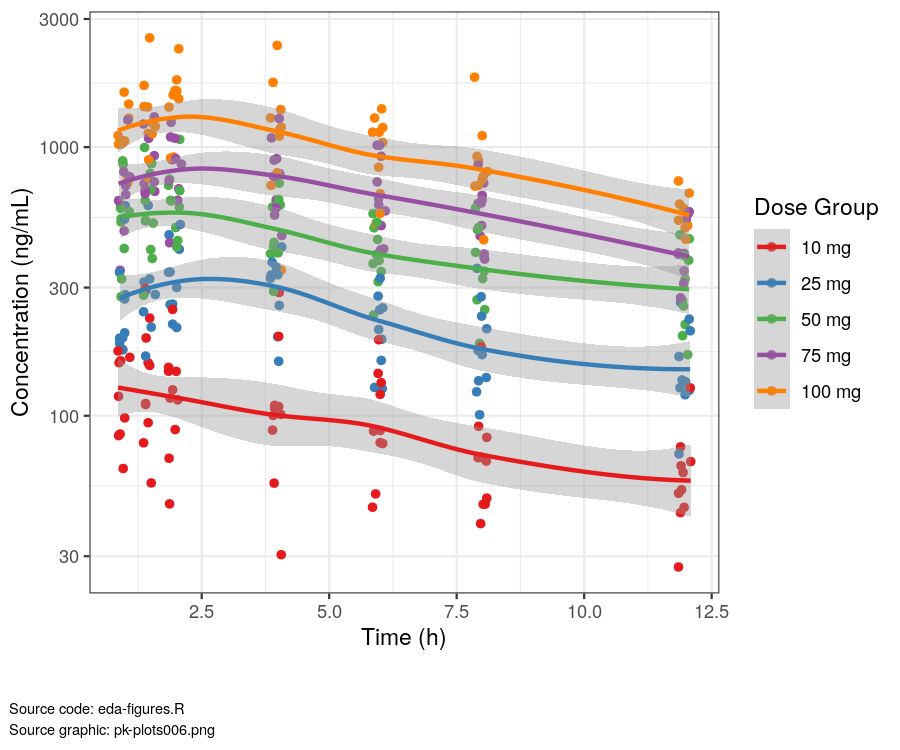 3000
1000
300
100
30
Concentration (ng/mL)
2.5 5.0 7.5 10.0 12.5
Time (h)
Dose Group
10 mg
25 mg
50 mg
75 mg
100 mg
Source code: eda-figures.R
Source graphic: pk-plots006.png